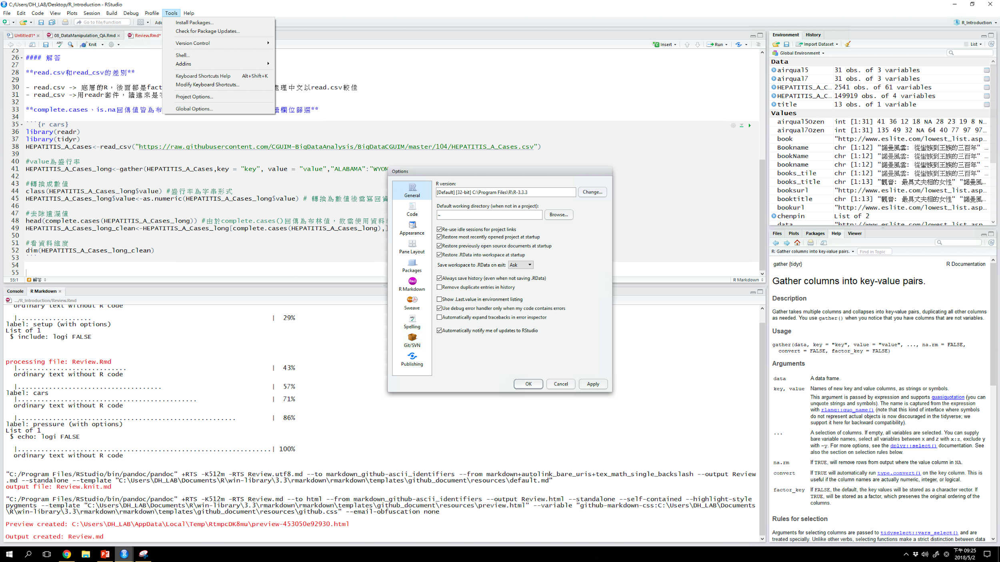 C:/Users/DH_LAB/Desktop/R_Introduction - RStudio
File Edit Code View Plots Session Build Debug Profile Tools Help
Go to file/function
R_Introduction
Install Packages...
Check for Package Updates...
Version Control
Shell...
Addins
Keyboard Shortcuts Help Alt+Shift+K
Modify Keyboard Shortcuts...
Project Options...
Global Options...
Untitled1* 08_DataManipulation_QA.Rmd Review.Rmd*
Knit Insert Run
25
26 #### 解答
27
28 **read.csv和read_csv的差別**
29
30 - read.csv -> 底層的R，後面都是fact 處理中文以read.csv較佳
31 - read_csv ->用readr套件，讀進來是
32
33 **complete.cases、is.na回傳值皆為布 欄位篩選**
34
35 ```{r cars}
36 library(readr)
37 library(tidyr)
38 HEPATITIS_A_Cases<-read_csv("https://raw.githubusercontent.com/CGUIM-BigDataAnalysis/BigDataCGUIM/master/104/HEPATITIS_A_Cases.csv")
39
40 #value為盛行率
41 HEPATITIS_A_Cases_long<-gather(HEPATITIS_A_Cases,key = "key", value = "value","ALABAMA":"WYOM
42
43 #轉換成數值
44 class(HEPATITIS_A_Cases_long$value) #盛行率為字串形式
45 HEPATITIS_A_Cases_long$value<-as.numeric(HEPATITIS_A_Cases_long$value) # 轉換為數值後需寫回資
46
47 #去除遺漏值
48 head(complete.cases(HEPATITIS_A_Cases_long)) #由於complete.cases()回傳為布林值，故需使用資料
49 HEPATITIS_A_Cases_long_clean<-HEPATITIS_A_Cases_long[complete.cases(HEPATITIS_A_Cases_long),]
50
51 #看資料維度
52 dim(HEPATITIS_A_Cases_long_clean)
53 ```
54
55
55:1 解答 R Markdown
Console R Markdown
.../R_Introduction/Review.Rmd
ordinary text without R code
|................... | 29%
label: setup (with options)
List of 1
$ include: logi FALSE
processing file: Review.Rmd
|............................ | 43%
ordinary text without R code
|..................................... | 57%
label: cars
|.............................................. | 71%
ordinary text without R code
|........................................................ | 86%
label: pressure (with options)
List of 1
$ echo: logi FALSE
|.................................................................| 100%
ordinary text without R code
"C:/Program Files/RStudio/bin/pandoc/pandoc" +RTS -K512m -RTS Review.utf8.md --to markdown_github-ascii_identifiers --from markdown+autolink_bare_uris+tex_math_single_backslash --output Review
.md --standalone --template "C:\Users\DH_LAB\Documents\R\win-library\3.3\rmarkdown\rmarkdown\templates\github_document\resources\default.md"
output file: Review.knit.md
"C:/Program Files/RStudio/bin/pandoc/pandoc" +RTS -K512m -RTS Review.md --to html --from markdown_github-ascii_identifiers --output Review.html --standalone --self-contained --highlight-style
pygments --template "C:\Users\DH_LAB\Documents\R\win-library\3.3\rmarkdown\rmarkdown\templates\github_document\resources\preview.html" --variable "github-markdown-css:C:\Users\DH_LAB\Documents
\R\win-library\3.3\rmarkdown\rmarkdown\templates\github_document\resources\github.css" --email-obfuscation none
Preview created: C:\Users\DH_LAB\AppData\Local\Temp\RtmpcDK8mu\preview-453050e92930.html
Output created: Review.md
Options
General
Code
Appearance
Pane Layout
Packages
R Markdown
Sweave
Spelling
Git/SVN
Publishing
R version:
[Default] [32-bit] C:\Program Files\R\R-3.3.3 Change...
Default working directory (when not in a project):
~ Browse...
Re-use idle sessions for project links
Restore most recently opened project at startup
Restore previously open source documents at startup
Restore .RData into workspace at startup
Save workspace to .RData on exit: Ask
Always save history (even when not saving .RData)
Remove duplicate entries in history
Show .Last.value in environment listing
Use debug error handler only when my code contains errors
Automatically expand tracebacks in error inspector
Automatically notify me of updates to RStudio
OK Cancel Apply
Environment History
Import Dataset List
Global Environment
Data
airqual5 31 obs. of 3 variables
airqual7 31 obs. of 3 variables
HEPATITIS_A_C... 2541 obs. of 61 variables
HEPATITIS_A_C... 149919 obs. of 4 variables
title 13 obs. of 1 variable
Values
airqual5Ozen int [1:31] 41 36 12 18 NA 28 23 19 8 N...
airqual7Ozen int [1:31] 135 49 32 NA 64 40 77 97 97...
book "http://www.eslite.com/lowest_list.asp...
Bookname chr [1:12] "諾曼風雲: 從蠻族到王族的三百年" ...
bookName chr [1:12] "諾曼風雲: 從蠻族到王族的三百年" ...
bookname chr [1:12] "諾曼風雲: 從蠻族到王族的三百年" ...
books_tile chr [1:12] "諾曼風雲: 從蠻族到王族的三百年" ...
books_title chr [1:13] "觀音: 最具丈夫相的女性" "諾曼風...
booksurl "http://www.eslite.com/lowest_list.asp...
booktitle chr [1:13] "觀音: 最具丈夫相的女性" "諾曼風...
bookurl "http://www.eslite.com/lowest_list.asp...
chenpin List of 2
data "http://www.eslite.com/lowest_list.asp...
Files Plots Packages Help Viewer
R: Gather columns into key-value pairs. Find in Topic
gather {tidyr} R Documentation
Gather columns into key-value pairs.
Description
Gather takes multiple columns and collapses into key-value pairs, duplicating all other columns
as needed. You use gather() when you notice that you have columns that are not variables.
Usage
gather(data, key = "key", value = "value", ..., na.rm = FALSE,
convert = FALSE, factor_key = FALSE)
Arguments
data A data frame.
key, value Names of new key and value columns, as strings or symbols.
This argument is passed by expression and supports quasiquotation (you can
unquote strings and symbols). The name is captured from the expression
with rlang::quo_name() (note that this kind of interface where symbols
do not represent actual objects is now discouraged in the tidyverse; we
support it here for backward compatibility).
... A selection of columns. If empty, all variables are selected. You can supply
bare variable names, select all variables between x and z with x:z, exclude y
with -y. For more options, see the dplyr::select() documentation. See
also the section on selection rules below.
na.rm If TRUE, will remove rows from output where the value column in NA.
convert If TRUE will automatically run type.convert() on the key column. This is
useful if the column names are actually numeric, integer, or logical.
factor_key If FALSE, the default, the key values will be stored as a character vector. If
TRUE, will be stored as a factor, which preserves the original ordering of the
columns.
Rules for selection
Arguments for selecting columns are passed to tidyselect::vars_select() and are
treated specially. Unlike other verbs, selecting functions make a strict distinction between data
下午 09:25
2018/5/2